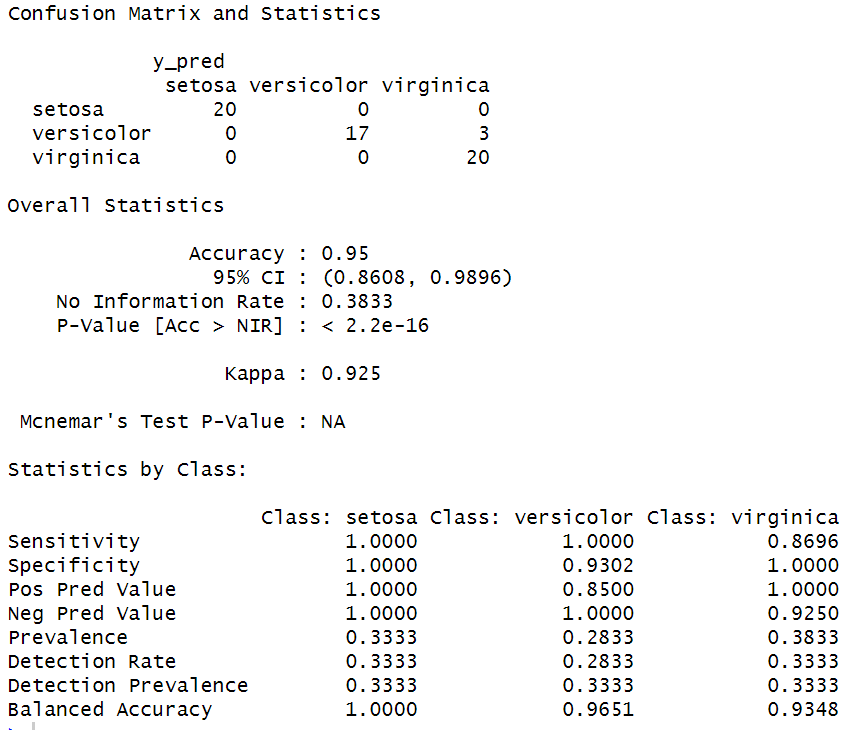 Confusion Matrix and Statistics
y_pred
setosa versicolor virginica
setosa 20 0 0
versicolor 0 17 3
virginica 0 0 20
Overall Statistics
Accuracy : 0.95
95% CI : (0.8608, 0.9896)
No Information Rate : 0.3833
P-Value [Acc > NIR] : < 2.2e-16
Kappa : 0.925
Mcnemar's Test P-Value : NA
Statistics by Class:
Class: setosa Class: versicolor Class: virginica
Sensitivity 1.0000 1.0000 0.8696
Specificity 1.0000 0.9302 1.0000
Pos Pred Value 1.0000 0.8500 1.0000
Neg Pred Value 1.0000 1.0000 0.9250
Prevalence 0.3333 0.2833 0.3833
Detection Rate 0.3333 0.2833 0.3333
Detection Prevalence 0.3333 0.3333 0.3333
Balanced Accuracy 1.0000 0.9651 0.9348